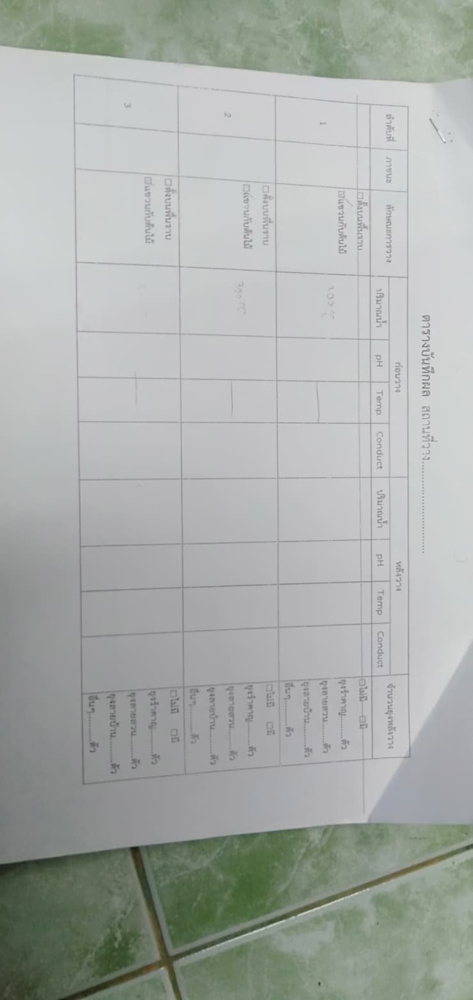 ตารางบันทึกผล สถานที่วาง..............................
ลำดับที่ ภาชนะ ลักษณะการวาง ก่อนวาง หลังวาง จำนวนยุงหลังวาง
ปริมาณน้ำ pH Temp Conduct ปริมาณน้ำ pH Temp Conduct
1
☐ตั้งบนพื้นราบ
☑แขวนกับต้นไม้
☐ไม่มี ☐มี
ยุงรำคาญ.........ตัว
ยุงลายสวน.........ตัว
ยุงลายบ้าน..........ตัว
อื่นๆ...........ตัว
2
☐ตั้งบนพื้นราบ
☐แขวนกับต้นไม้
300 CC
☐ไม่มี ☐มี
ยุงรำคาญ.........ตัว
ยุงลายสวน.........ตัว
ยุงลายบ้าน..........ตัว
อื่นๆ...........ตัว
3
☐ตั้งบนพื้นราบ
☑แขวนกับต้นไม้
☐ไม่มี ☐มี
ยุงรำคาญ.........ตัว
ยุงลายสวน.........ตัว
ยุงลายบ้าน..........ตัว
อื่นๆ...........ตัว